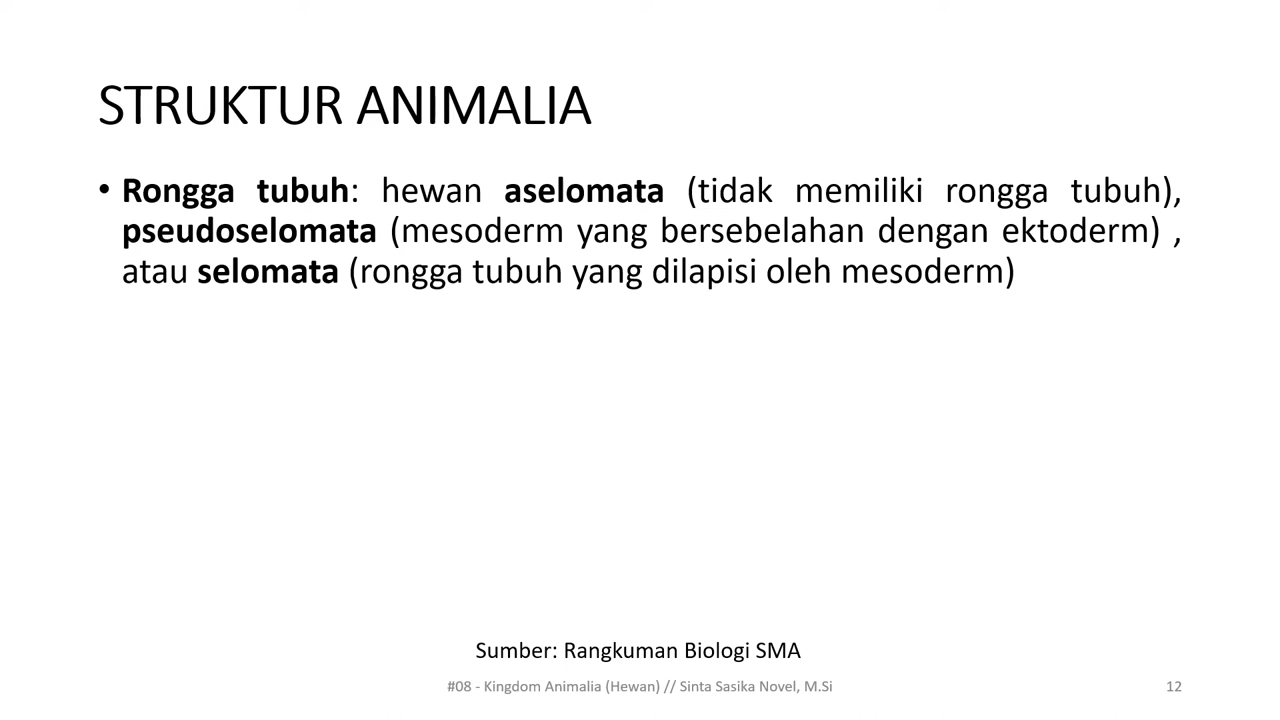 STRUKTUR ANIMALIA
• Rongga tubuh: hewan aselomata (tidak memiliki rongga tubuh),
pseudoselomata (mesoderm yang bersebelahan dengan ektoderm) ,
atau selomata (rongga tubuh yang dilapisi oleh mesoderm)
Sumber: Rangkuman Biologi SMA
#08 - Kingdom Animalia (Hewan) // Sinta Sasika Novel, M.Si
12